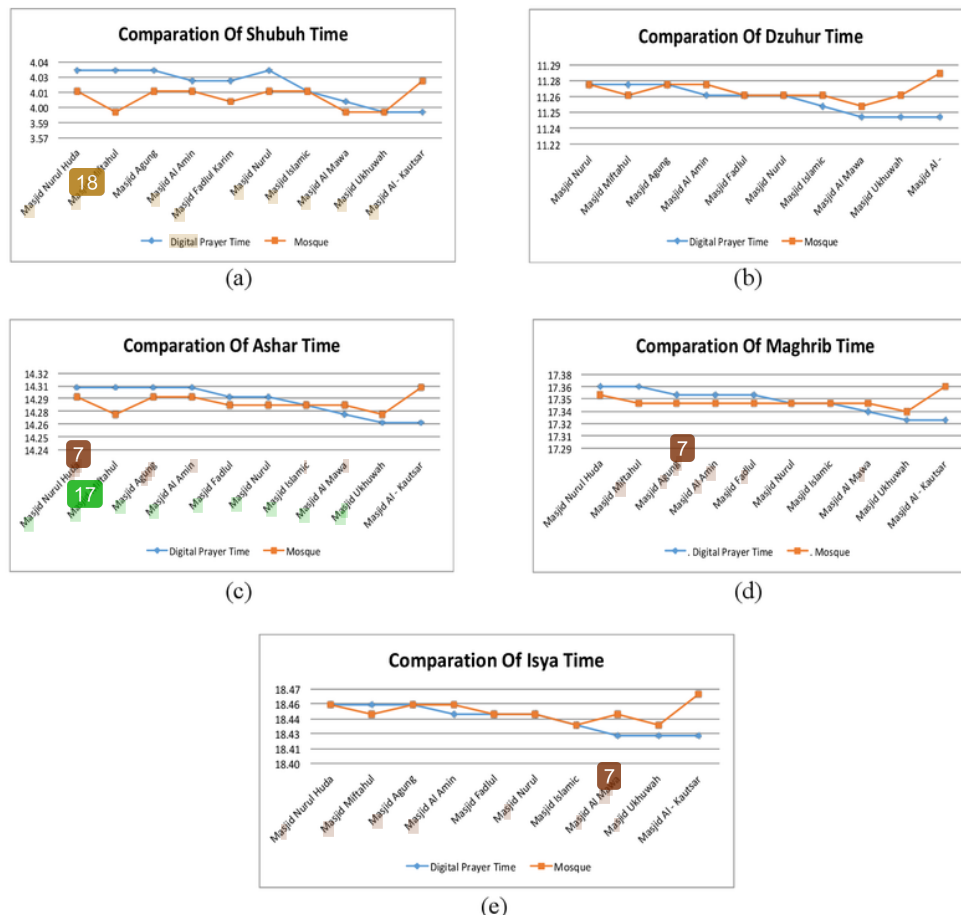 Comparation Of Shubuh Time
4.04
4.03
4.01
4.00
3.59
3.57
Masjid Nurul Huda
18
Miftahul
Masjid Agung
Masjid Al Amin
Masjid Fadlul Karim
Masjid Nurul
Masjid Islamic
Masjid Al Mawa
Masjid Ukhuwah
Masjid Al - Kautsar
Digital Prayer Time Mosque
(a)
Comparation Of Dzuhur Time
11.29
11.28
11.26
11.25
11.24
11.22
Masjid Nurul
Masjid Miftahul
Masjid Agung
Masjid Al Amin
Masjid Fadlul
Masjid Nurul
Masjid Islamic
Masjid Al Mawa
Masjid Ukhuwah
Masjid Al -
Digital Prayer Time Mosque
(b)
Comparation Of Ashar Time
14.32
14.31
14.29
14.28
14.26
14.25
14.24
7
Masjid Nurul Huda
17
Masjid Agung
Masjid Al Amin
Masjid Fadlul
Masjid Nurul
Masjid Islamic
Masjid Al Mawa
Masjid Ukhuwah
Masjid Al - Kautsar
Digital Prayer Time Mosque
(c)
Comparation Of Maghrib Time
17.38
17.36
17.35
17.34
17.32
17.31
17.29
7
Masjid Nurul Huda
Masjid Miftahul
Masjid Agung
Masjid Al Amin
Masjid Fadlul
Masjid Nurul
Masjid Islamic
Masjid Al Mawa
Masjid Ukhuwah
Masjid Al - Kautsar
. Digital Prayer Time . Mosque
(d)
Comparation Of Isya Time
18.47
18.46
18.44
18.43
18.41
18.40
7
Masjid Nurul Huda
Masjid Miftahul
Masjid Agung
Masjid Al Amin
Masjid Fadlul
Masjid Nurul
Masjid Islamic
Masjid Al Mawa
Masjid Ukhuwah
Masjid Al - Kautsar
Digital Prayer Time Mosque
(e)